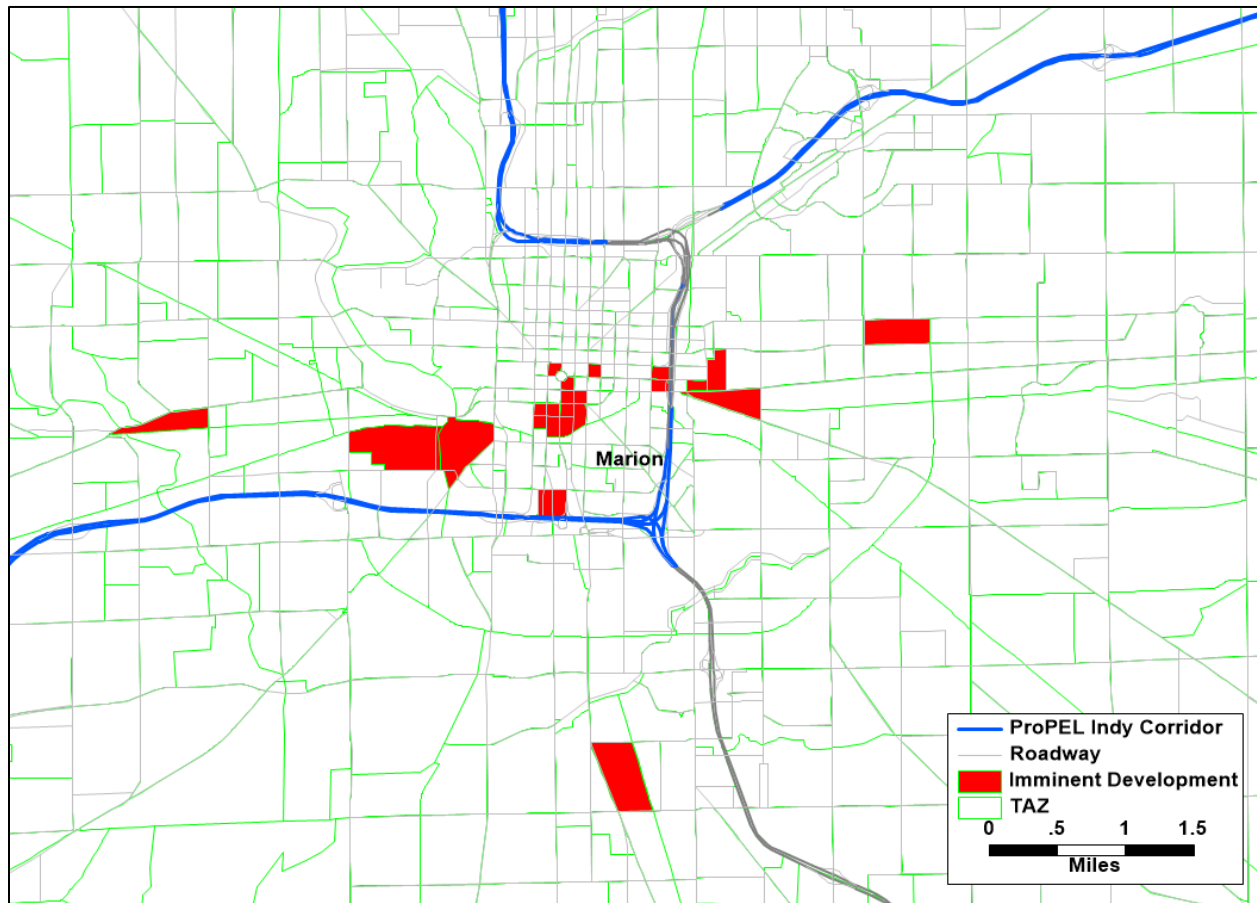 Marion
ProPEL Indy Corridor
Roadway
Imminent Development
TAZ
0 .5 1 1.5
Miles